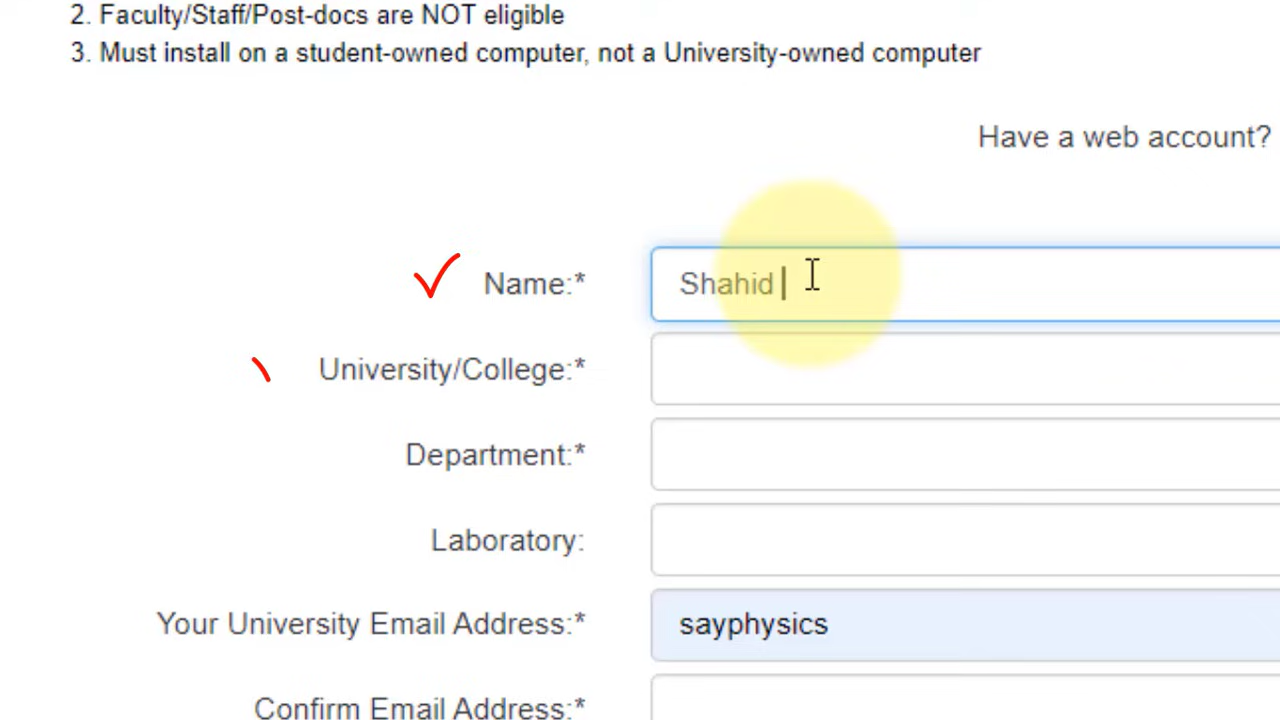 2. Faculty/Staff/Post-docs are NOT eligible
3. Must install on a student-owned computer, not a University-owned computer
Have a web account?
Name:* Shahid
University/College:*
Department:*
Laboratory:
Your University Email Address:* sayphysics
Confirm Email Address:*